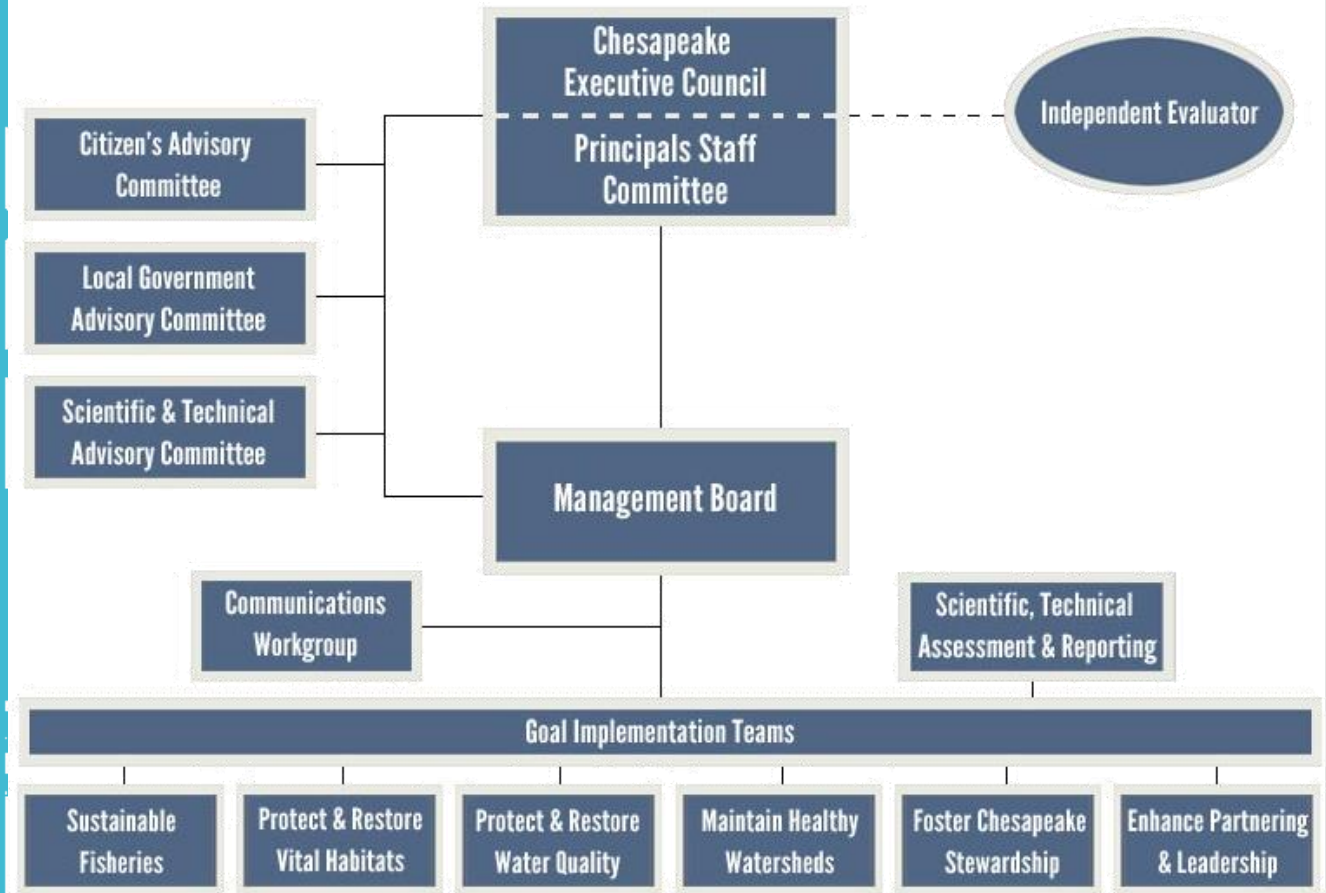 Chesapeake
Executive Council
Principals Staff
Committee
Independent Evaluator
Citizen's Advisory
Committee
Local Government
Advisory Committee
Scientific & Technical
Advisory Committee
Management Board
Communications
Workgroup
Scientific, Technical
Assessment & Reporting
Goal Implementation Teams
Sustainable
Fisheries
Protect & Restore
Vital Habitats
Protect & Restore
Water Quality
Maintain Healthy
Watersheds
Foster Chesapeake
Stewardship
Enhance Partnering
& Leadership